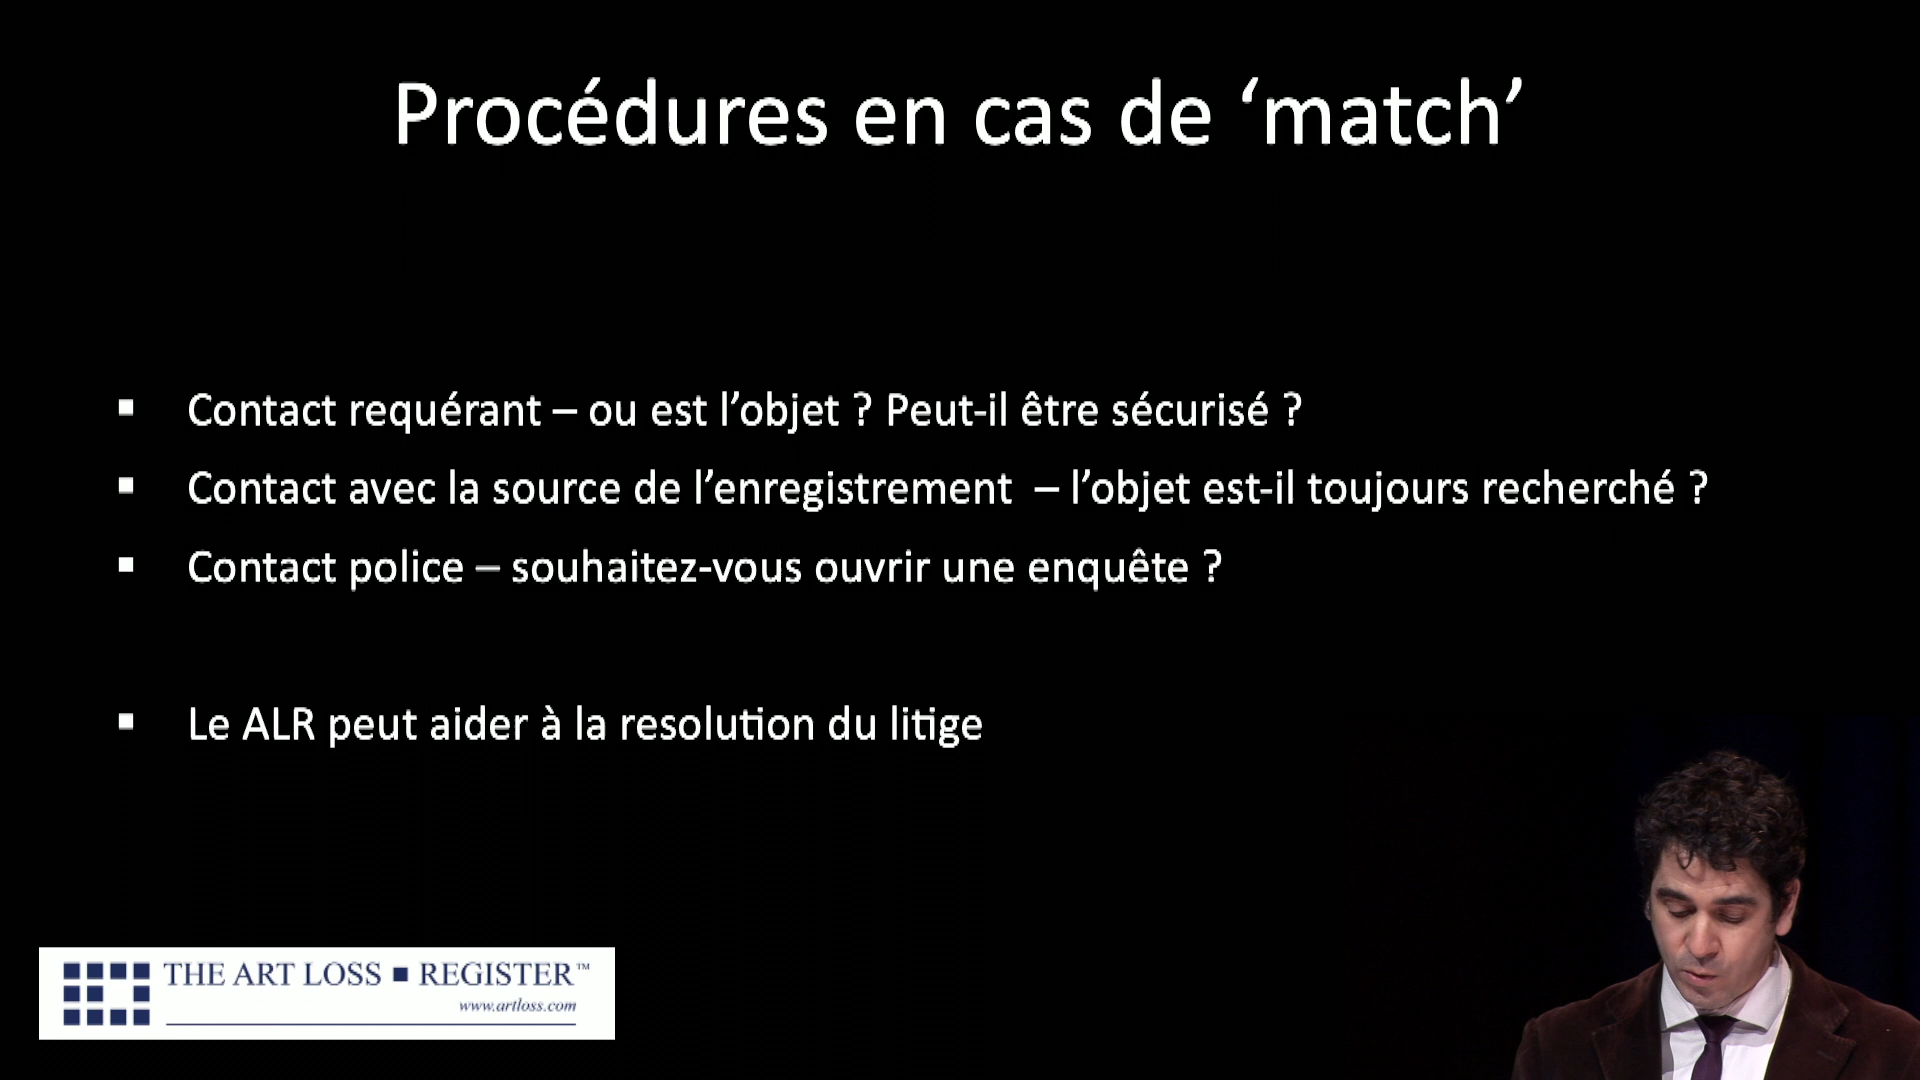 Procédures en cas de ‘match’
▪ Contact requérant – ou est l’objet ? Peut-il être sécurisé ?
▪ Contact avec la source de l’enregistrement – l’objet est-il toujours recherché ?
▪ Contact police – souhaitez-vous ouvrir une enquête ?
▪ Le ALR peut aider à la resolution du litige
THE ART LOSS ■ REGISTER™
www.artloss.com